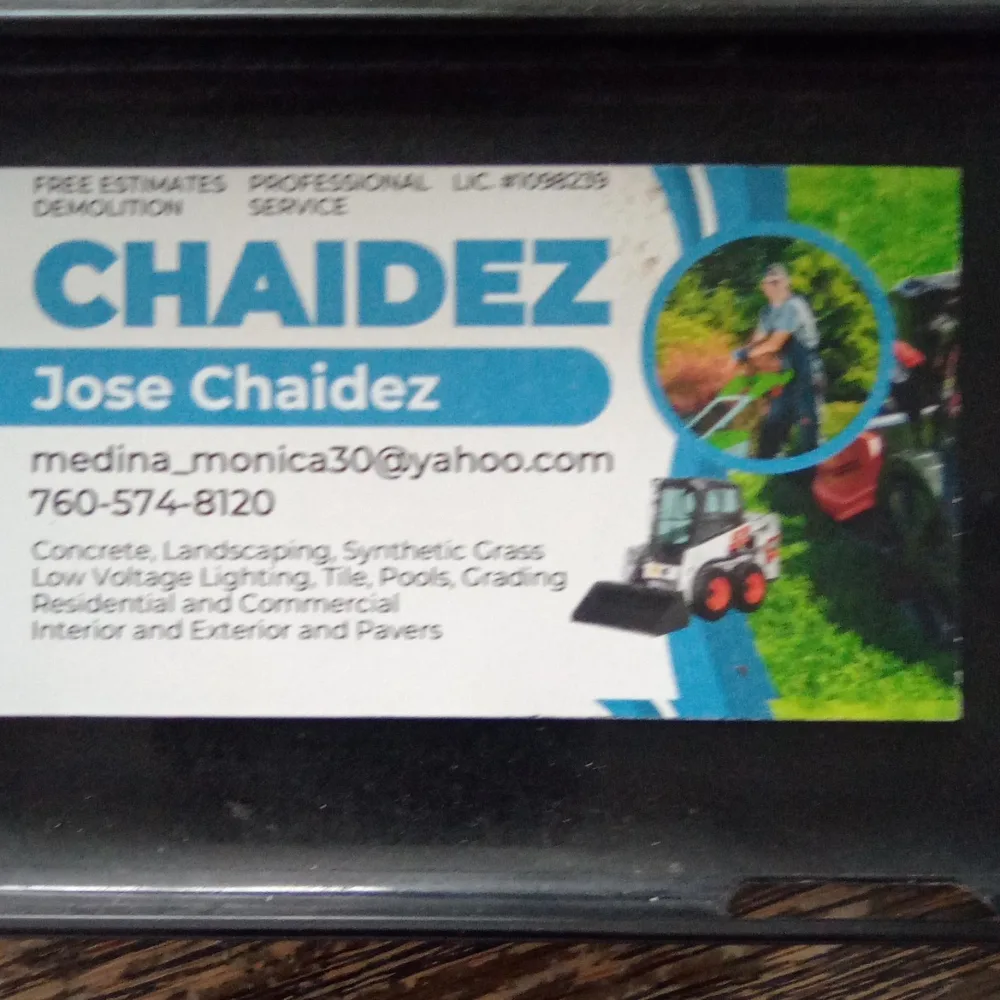 FREE ESTIMATES PROFESSIONAL LIC. #1098239
DEMOLITION SERVICE
CHAIDEZ
Jose Chaidez
medina_monica30@yahoo.com
760-574-8120
Concrete, Landscaping, Synthetic Grass
Low Voltage Lighting, Tile, Pools, Grading
Residential and Commercial
Interior and Exterior and Pavers